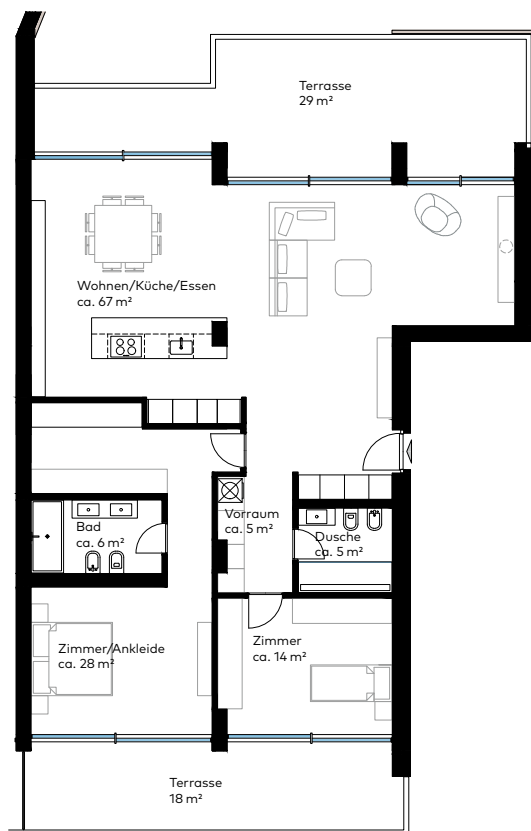 Terrasse
29 m²
Wohnen/Küche/Essen
ca. 67 m²
Vorraum
ca. 5 m²
Bad
ca. 6 m²
Dusche
ca. 5 m²
Zimmer/Ankleide
ca. 28 m²
Zimmer
ca. 14 m²
Terrasse
18 m²